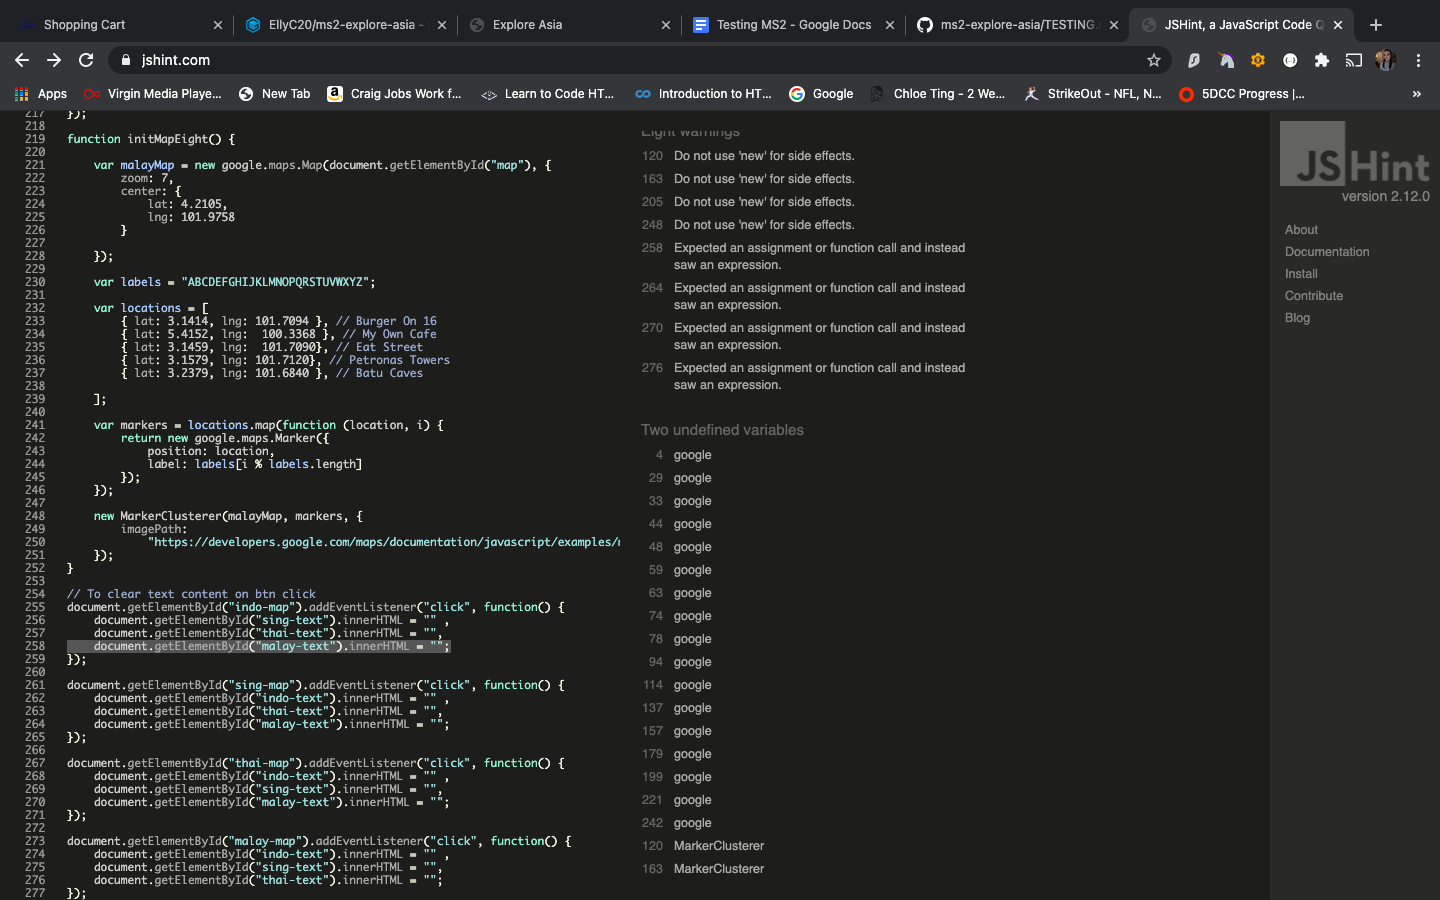 Shopping Cart
EllyC20/ms2-explore-asia -
Explore Asia
Testing MS2 - Google Docs
ms2-explore-asia/TESTING.
JSHint, a JavaScript Code
jshint.com
Apps
Virgin Media Playe...
New Tab
Craig Jobs Work f...
Learn to Code HT...
Introduction to HT...
Google
Chloe Ting - 2 We...
StrikeOut - NFL, N...
5DCC Progress |...
»
217 });
218
219 function initMapEight() {
220
221 var malayMap = new google.maps.Map(document.getElementById("map"), {
222 zoom: 7,
223 center: {
224 lat: 4.2105,
225 lng: 101.9758
226 }
227
228 });
229
230 var labels = "ABCDEFGHIJKLMNOPQRSTUVWXYZ";
231
232 var locations = [
233 { lat: 3.1414, lng: 101.7094 }, // Burger On 16
234 { lat: 5.4152, lng:  100.3368 }, // My Own Cafe
235 { lat: 3.1459, lng:  101.7090}, // Eat Street
236 { lat: 3.1579, lng: 101.7120}, // Petronas Towers
237 { lat: 3.2379, lng: 101.6840 }, // Batu Caves
238
239 ];
240
241 var markers = locations.map(function (location, i) {
242 return new google.maps.Marker({
243 position: location,
244 label: labels[i % labels.length]
245 });
246 });
247
248 new MarkerClusterer(malayMap, markers, {
249 imagePath:
250 "https://developers.google.com/maps/documentation/javascript/examples/
251 });
252 }
253
254 // To clear text content on btn click
255 document.getElementById("indo-map").addEventListener("click", function() {
256 document.getElementById("sing-text").innerHTML = "" ,
257 document.getElementById("thai-text").innerHTML = "",
258 document.getElementById("malay-text").innerHTML = "";
259 });
260
261 document.getElementById("sing-map").addEventListener("click", function() {
262 document.getElementById("indo-text").innerHTML = "" ,
263 document.getElementById("thai-text").innerHTML = "",
264 document.getElementById("malay-text").innerHTML = "";
265 });
266
267 document.getElementById("thai-map").addEventListener("click", function() {
268 document.getElementById("indo-text").innerHTML = "" ,
269 document.getElementById("sing-text").innerHTML = "",
270 document.getElementById("malay-text").innerHTML = "";
271 });
272
273 document.getElementById("malay-map").addEventListener("click", function() {
274 document.getElementById("indo-text").innerHTML = "" ,
275 document.getElementById("sing-text").innerHTML = "",
276 document.getElementById("thai-text").innerHTML = "";
277 });
Eight warnings
120 Do not use 'new' for side effects.
163 Do not use 'new' for side effects.
205 Do not use 'new' for side effects.
248 Do not use 'new' for side effects.
258 Expected an assignment or function call and instead
saw an expression.
264 Expected an assignment or function call and instead
saw an expression.
270 Expected an assignment or function call and instead
saw an expression.
276 Expected an assignment or function call and instead
saw an expression.
Two undefined variables
4 google
29 google
33 google
44 google
48 google
59 google
63 google
74 google
78 google
94 google
114 google
137 google
157 google
179 google
199 google
221 google
242 google
120 MarkerClusterer
163 MarkerClusterer
JSHint
version 2.12.0
About
Documentation
Install
Contribute
Blog